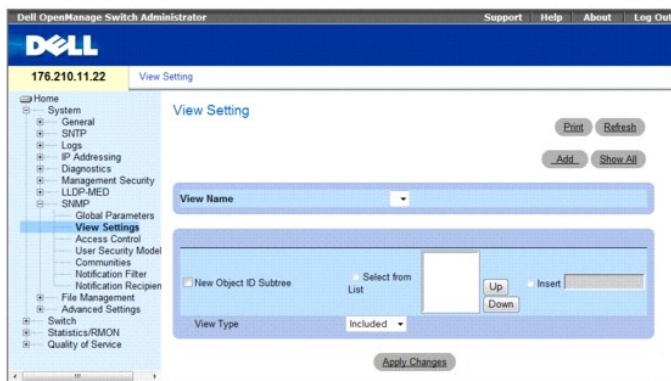 Dell OpenManage Switch Administrator
Support Help About Log Out
DELL
176.210.11.22
View Setting
Home
System
General
SNTP
Logs
IP Addressing
Diagnostics
Management Security
LLDP-MED
SNMP
Global Parameters
View Settings
Access Control
User Security Model
Communities
Notification Filter
Notification Recipien
File Management
Advanced Settings
Switch
Statistics/RMON
Quality of Service
View Setting
Print Refresh
Add Show All
View Name
New Object ID Subtree
Select from List
Up
Down
Insert
View Type
Included
Apply Changes